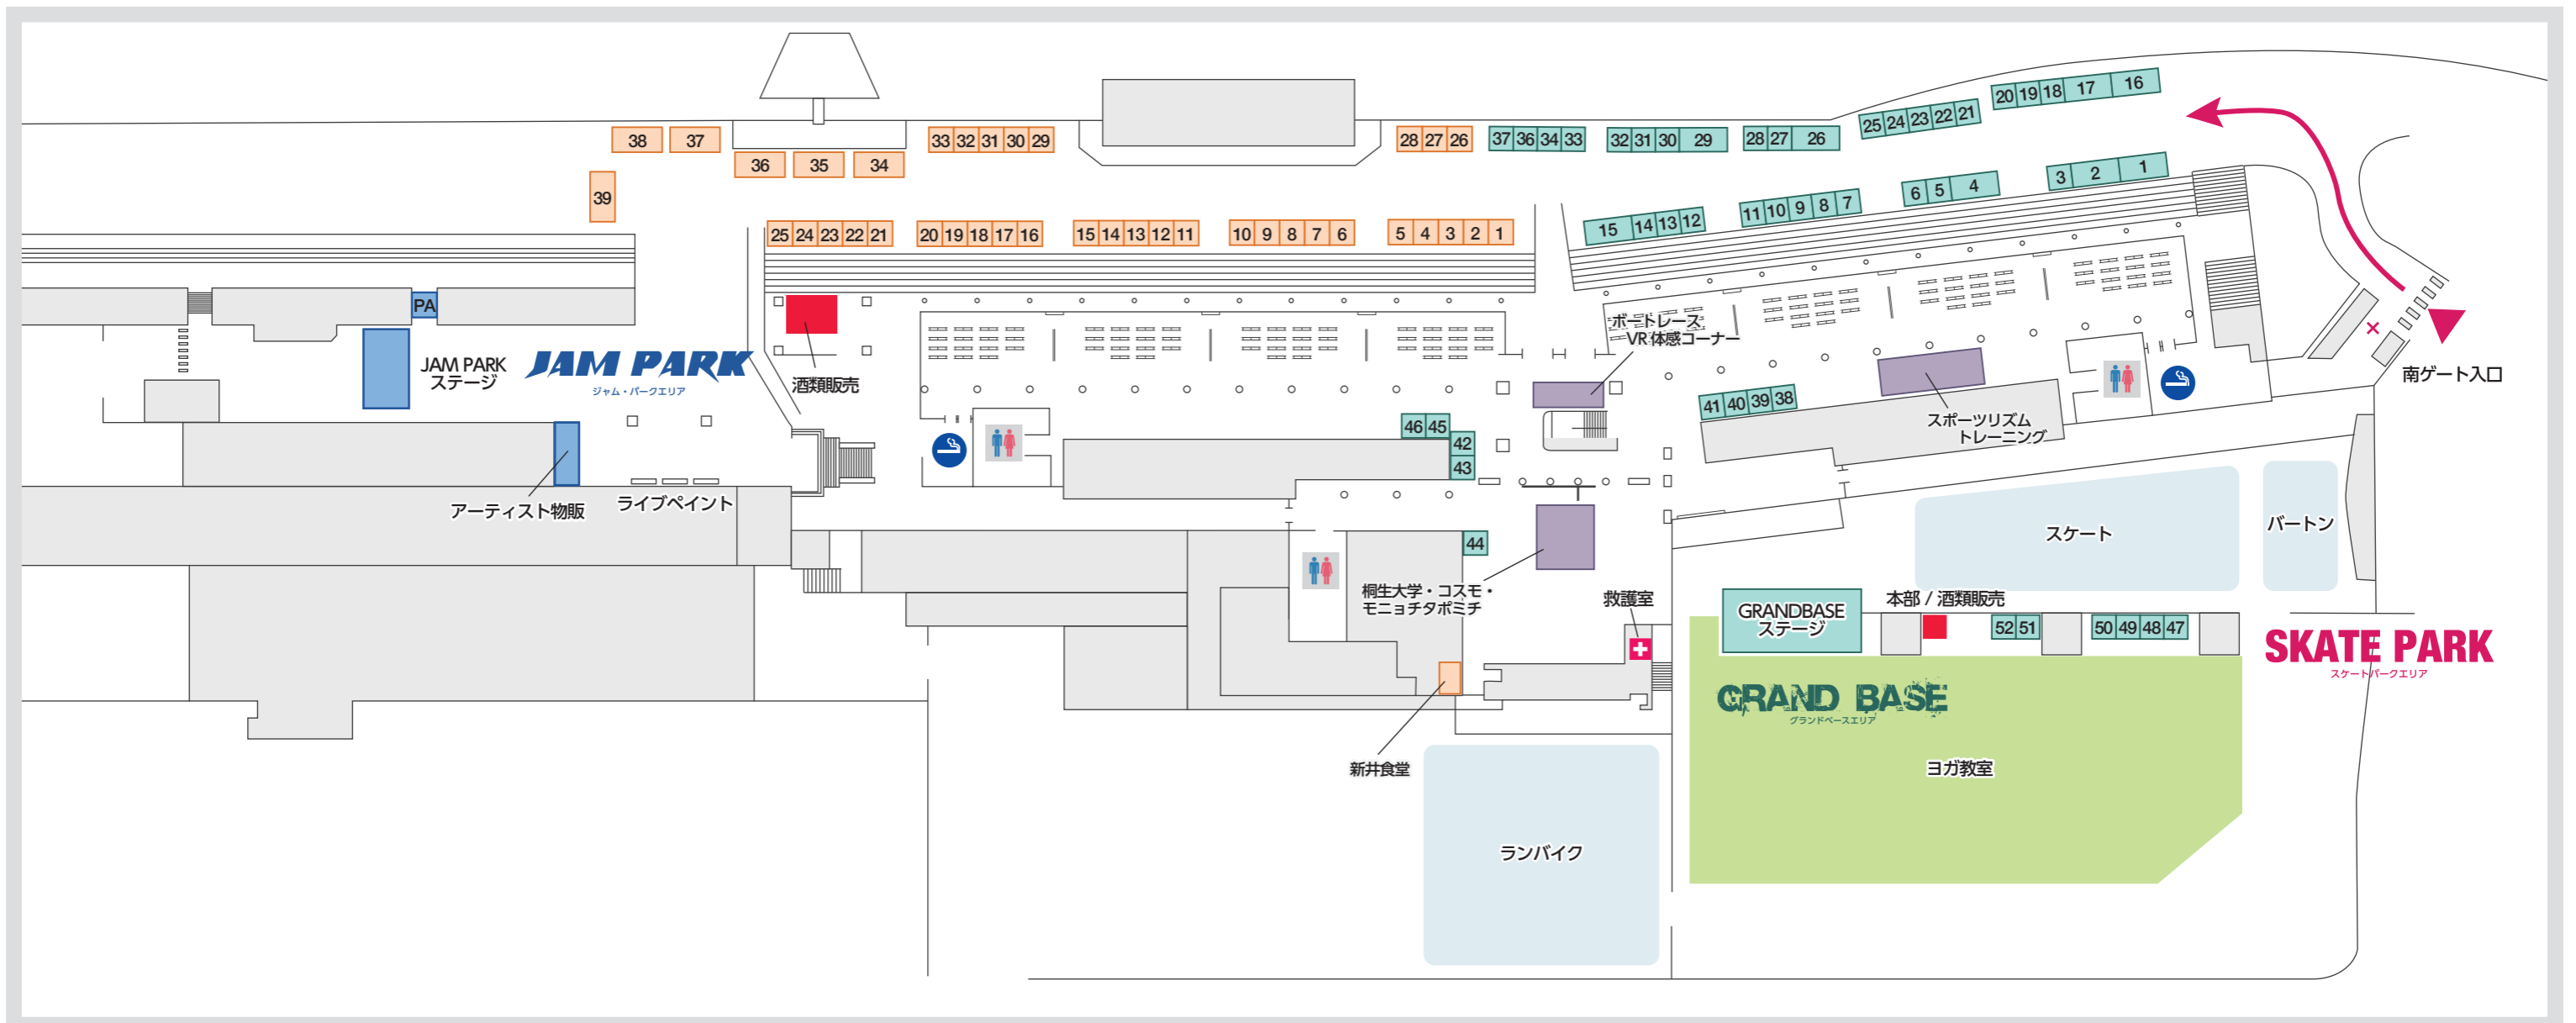 20 19 18 17 16
25 24 23 22 21
38 37
33 32 31 30 29
28 27 26
37 36 34 33
32 31 30 29
28 27 26
36 35 34
39
3 2 1
6 5 4
11 10 9 8 7
15 14 13 12
25 24 23 22 21
20 19 18 17 16
15 14 13 12 11
10 9 8 7 6
5 4 3 2 1
PA
JAM PARK
ステージ
JAM PARK
ジャム・パークエリア
酒類販売
ボートレース
VR 体感コーナー
41 40 39 38
スポーツリズム
トレーニング
×
南ゲート入口
46 45
42
43
アーティスト物販
ライブペイント
44
桐生大学・コスモ・
モニョチタポミチ
救護室
スケート
バートン
GRANDBASE
ステージ
本部 / 酒類販売
52 51
50 49 48 47
SKATE PARK
スケートパークエリア
GRAND BASE
グランドベースエリア
新井食堂
ヨガ教室
ランバイク